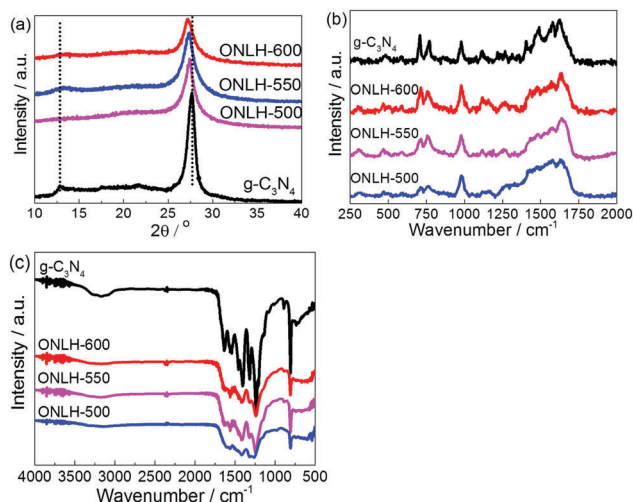 (a)
ONLH-600
ONLH-550
ONLH-500
g-C₃N₄
Intensity / a.u.
10 15 20 25 30 35 40
2θ / °
(b)
g-C₃N₄
ONLH-600
ONLH-550
ONLH-500
Intensity / a.u.
250 500 750 1000 1250 1500 1750 2000
Wavenumber / cm⁻¹
(c)
g-C₃N₄
ONLH-600
ONLH-550
ONLH-500
Intensity / a.u.
4000 3500 3000 2500 2000 1500 1000 500
Wavenumber / cm⁻¹